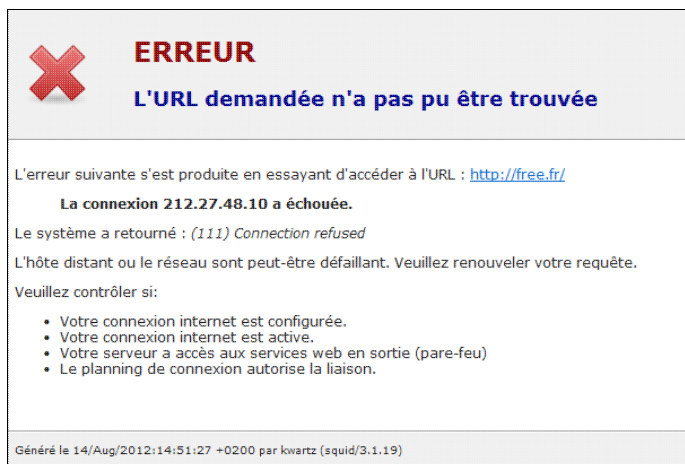 ERREUR
L'URL demandée n'a pas pu être trouvée
L'erreur suivante s'est produite en essayant d'accéder à l'URL : http://free.fr/
La connexion 212.27.48.10 a échouée.
Le système a retourné : (111) Connection refused
L'hôte distant ou le réseau sont peut-être défaillant. Veuillez renouveler votre requête.
Veuillez contrôler si:
• Votre connexion internet est configurée.
• Votre connexion internet est active.
• Votre serveur a accès aux services web en sortie (pare-feu)
• Le planning de connexion autorise la liaison.
Généré le 14/Aug/2012:14:51:27 +0200 par kwartz (squid/3.1.19)